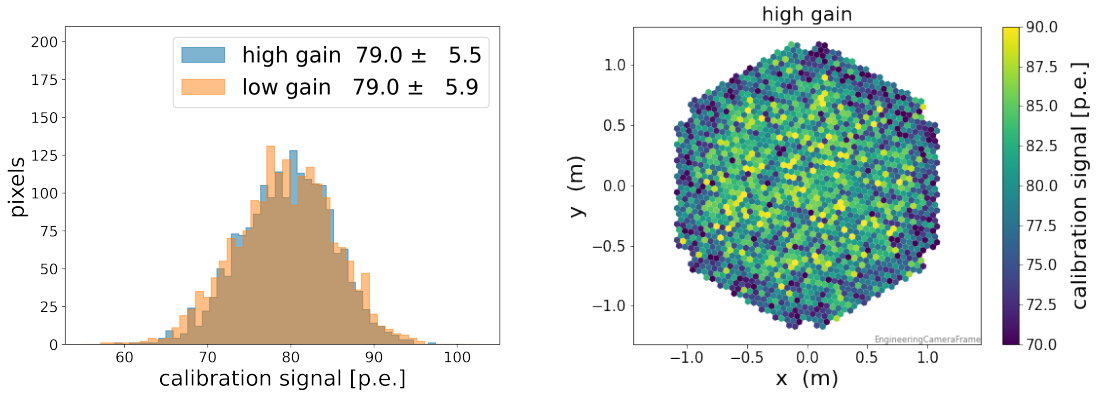 high gain 79.0 ± 5.5
low gain 79.0 ± 5.9
200
175
150
125
100
75
50
25
0
pixels
60 70 80 90 100
calibration signal [p.e.]
high gain
1.0
0.5
0.0
−0.5
−1.0
y (m)
−1.0 −0.5 0.0 0.5 1.0
x (m)
EngineeringCameraFrame
90.0
87.5
85.0
82.5
80.0
77.5
75.0
72.5
70.0
calibration signal [p.e.]